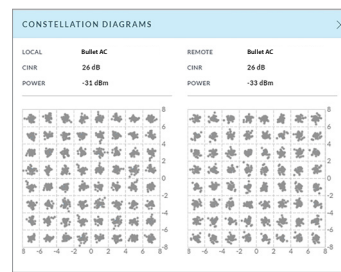 CONSTELLATION DIAGRAMS
LOCAL Bullet AC
CINR 26 dB
POWER -31 dBm
REMOTE Bullet AC
CINR 26 dB
POWER -33 dBm
8
6
4
2
0
-2
-4
-6
-8
8 -6 -4 -2 0 2 4 6 8
8
6
4
2
0
-2
-4
-6
-8
8 -6 -4 -2 0 2 4 6 8